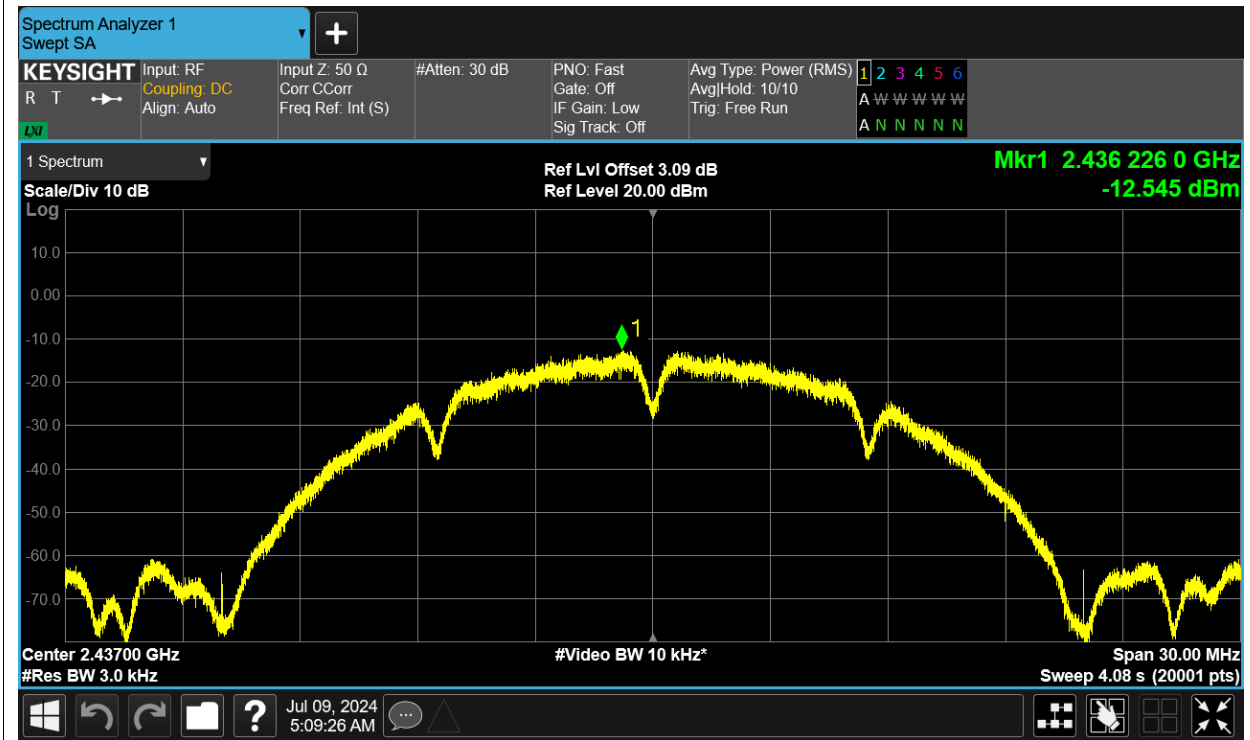 Spectrum Analyzer 1
Swept SA
KEYSIGHT
R T
LXI
Input: RF
Coupling: DC
Align: Auto
Input Z: 50 Ω
Corr CCorr
Freq Ref: Int (S)
#Atten: 30 dB
PNO: Fast
Gate: Off
IF Gain: Low
Sig Track: Off
Avg Type: Power (RMS)
Avg|Hold: 10/10
Trig: Free Run
1 2 3 4 5 6
A W W W W W
A N N N N N
1 Spectrum
Scale/Div 10 dB
Log
Ref Lvl Offset 3.09 dB
Ref Level 20.00 dBm
Mkr1 2.436 226 0 GHz
-12.545 dBm
10.0
0.00
-10.0
-20.0
-30.0
-40.0
-50.0
-60.0
-70.0
1
Center 2.43700 GHz
#Res BW 3.0 kHz
#Video BW 10 kHz*
Span 30.00 MHz
Sweep 4.08 s (20001 pts)
?
Jul 09, 2024
5:09:26 AM